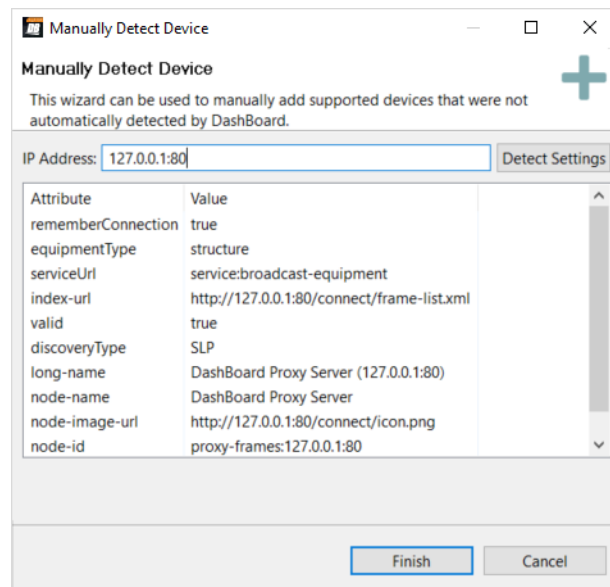 Manually Detect Device
Manually Detect Device
This wizard can be used to manually add supported devices that were not
automatically detected by DashBoard.
IP Address: 127.0.0.1:80 Detect Settings
Attribute Value
rememberConnection true
equipmentType structure
serviceUrl service:broadcast-equipment
index-url http://127.0.0.1:80/connect/frame-list.xml
valid true
discoveryType SLP
long-name DashBoard Proxy Server (127.0.0.1:80)
node-name DashBoard Proxy Server
node-image-url http://127.0.0.1:80/connect/icon.png
node-id proxy-frames:127.0.0.1:80
Finish Cancel